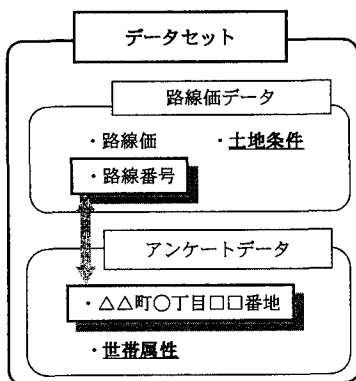 データセット
路線価データ
・路線価 ・土地条件
・路線番号
アンケートデータ
・△△町○丁目□□番地
・世帯属性